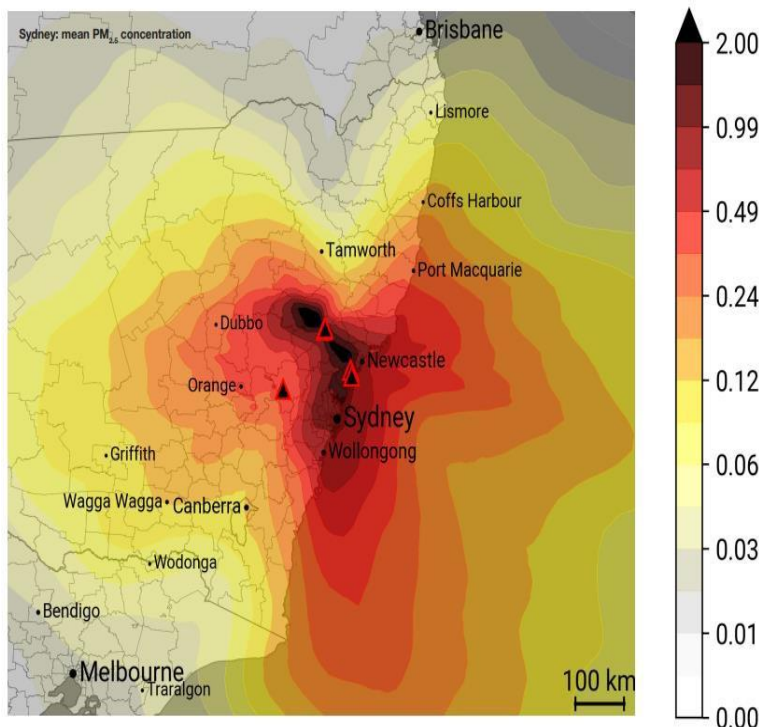 Sydney: mean PM2.5 concentration
Brisbane
Lismore
Coffs Harbour
Tamworth
Port Macquarie
Dubbo
Newcastle
Orange
Sydney
Wollongong
Griffith
Wagga Wagga
Canberra
Wodonga
Bendigo
Melbourne
Traralgon
100 km
2.00
0.99
0.49
0.24
0.12
0.06
0.03
0.01
0.00